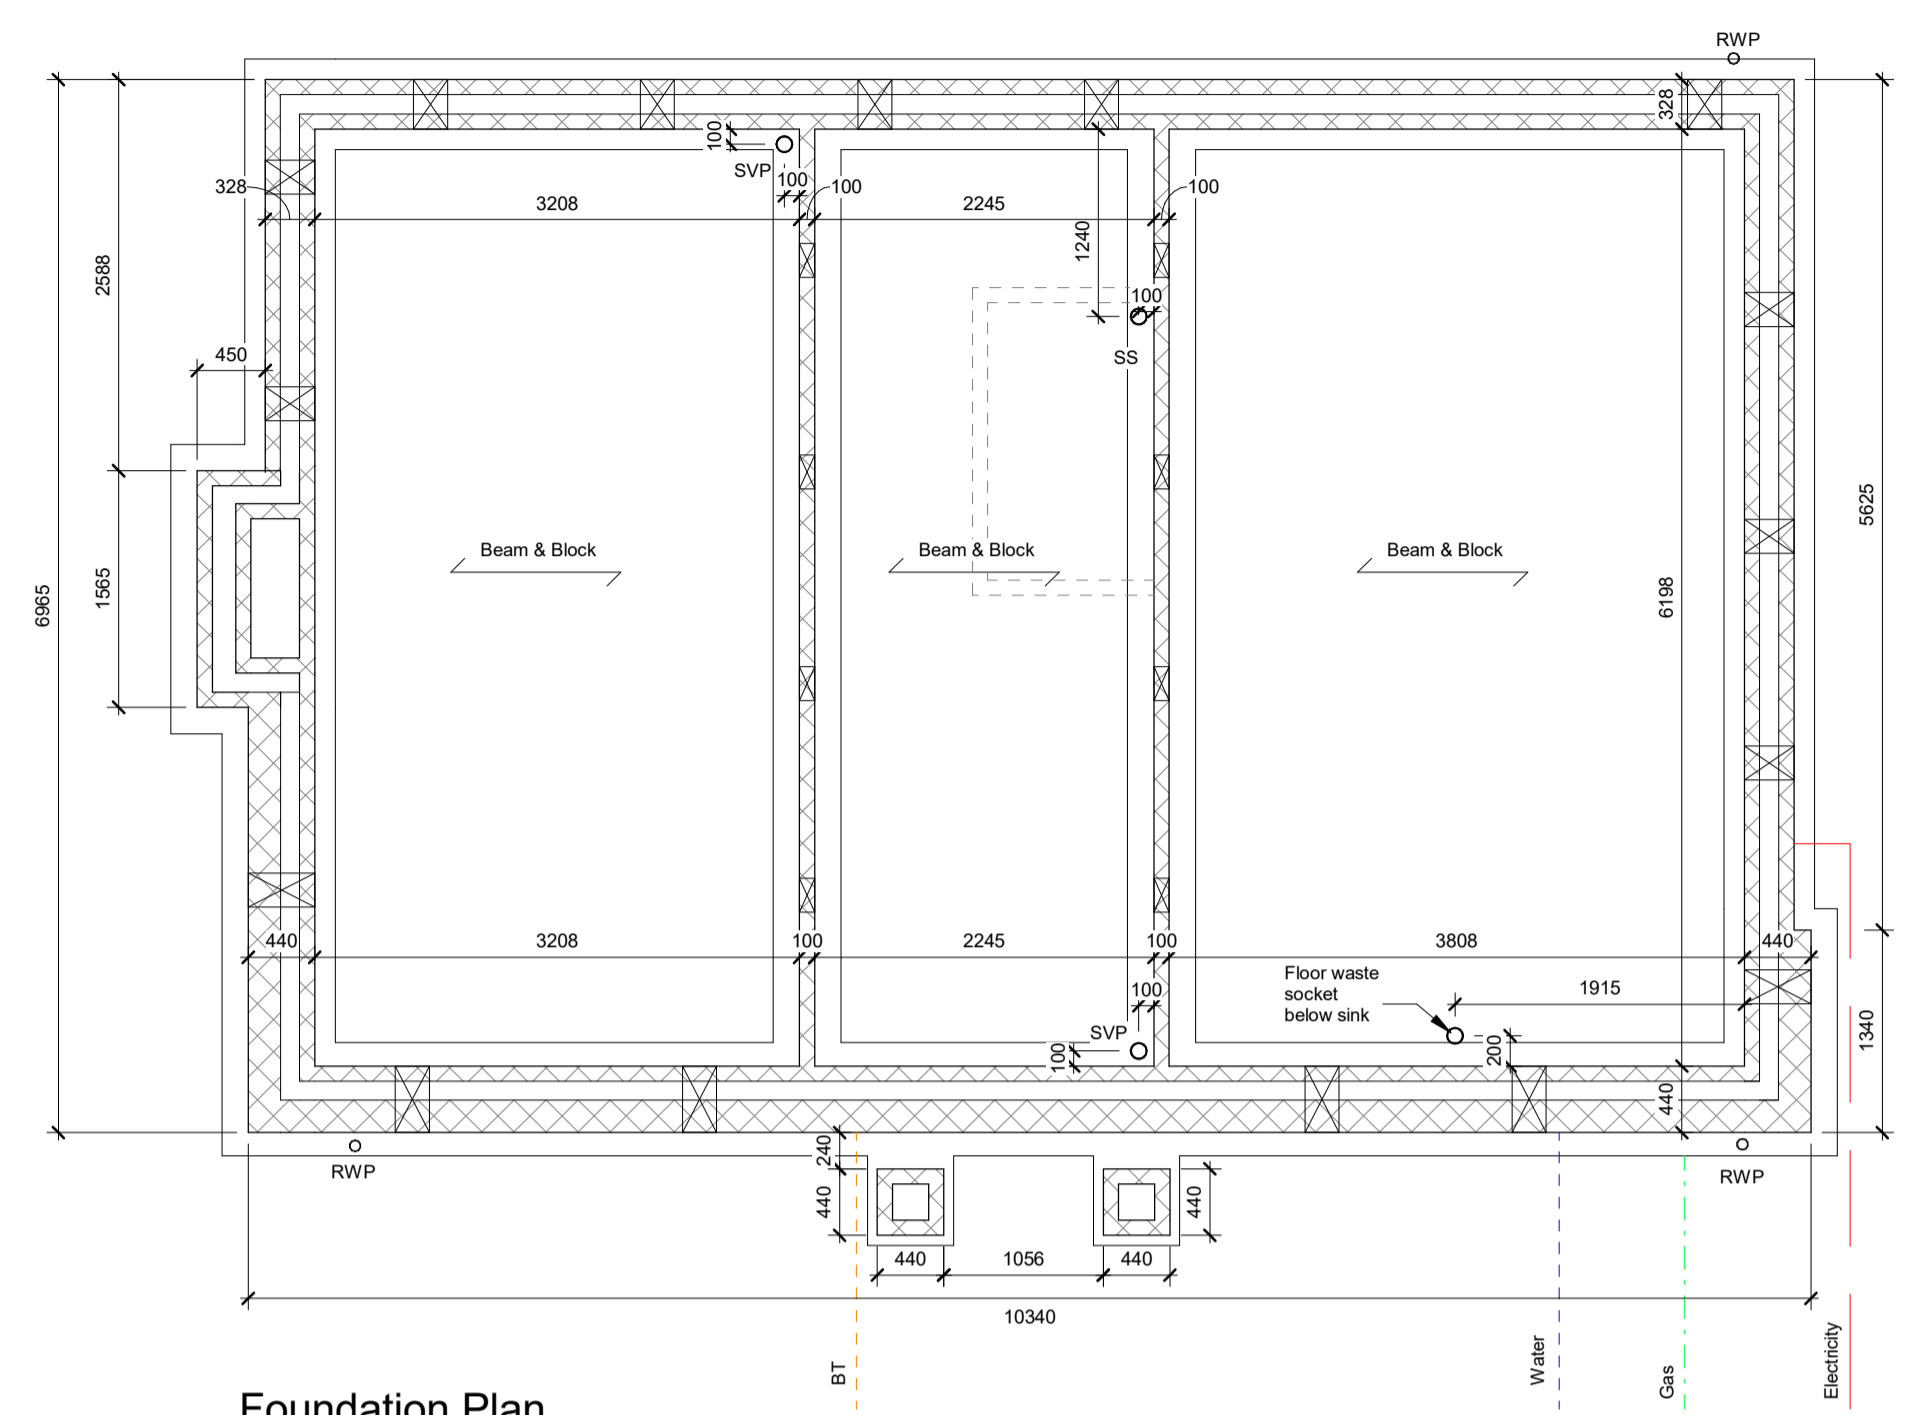 RWP
328
100
SVP
100
328
100
100
3208
2245
1240
2588
100
450
SS
5625
Beam & Block
Beam & Block
Beam & Block
1565
6965
6198
440
3208
100
2245
100
3808
440
Floor waste
socket
below sink
1915
100
SVP
100
200
1340
440
RWP
240
RWP
440
440
440
1056
440
10340
BT
Water
Gas
Electricity
Foundation Plan